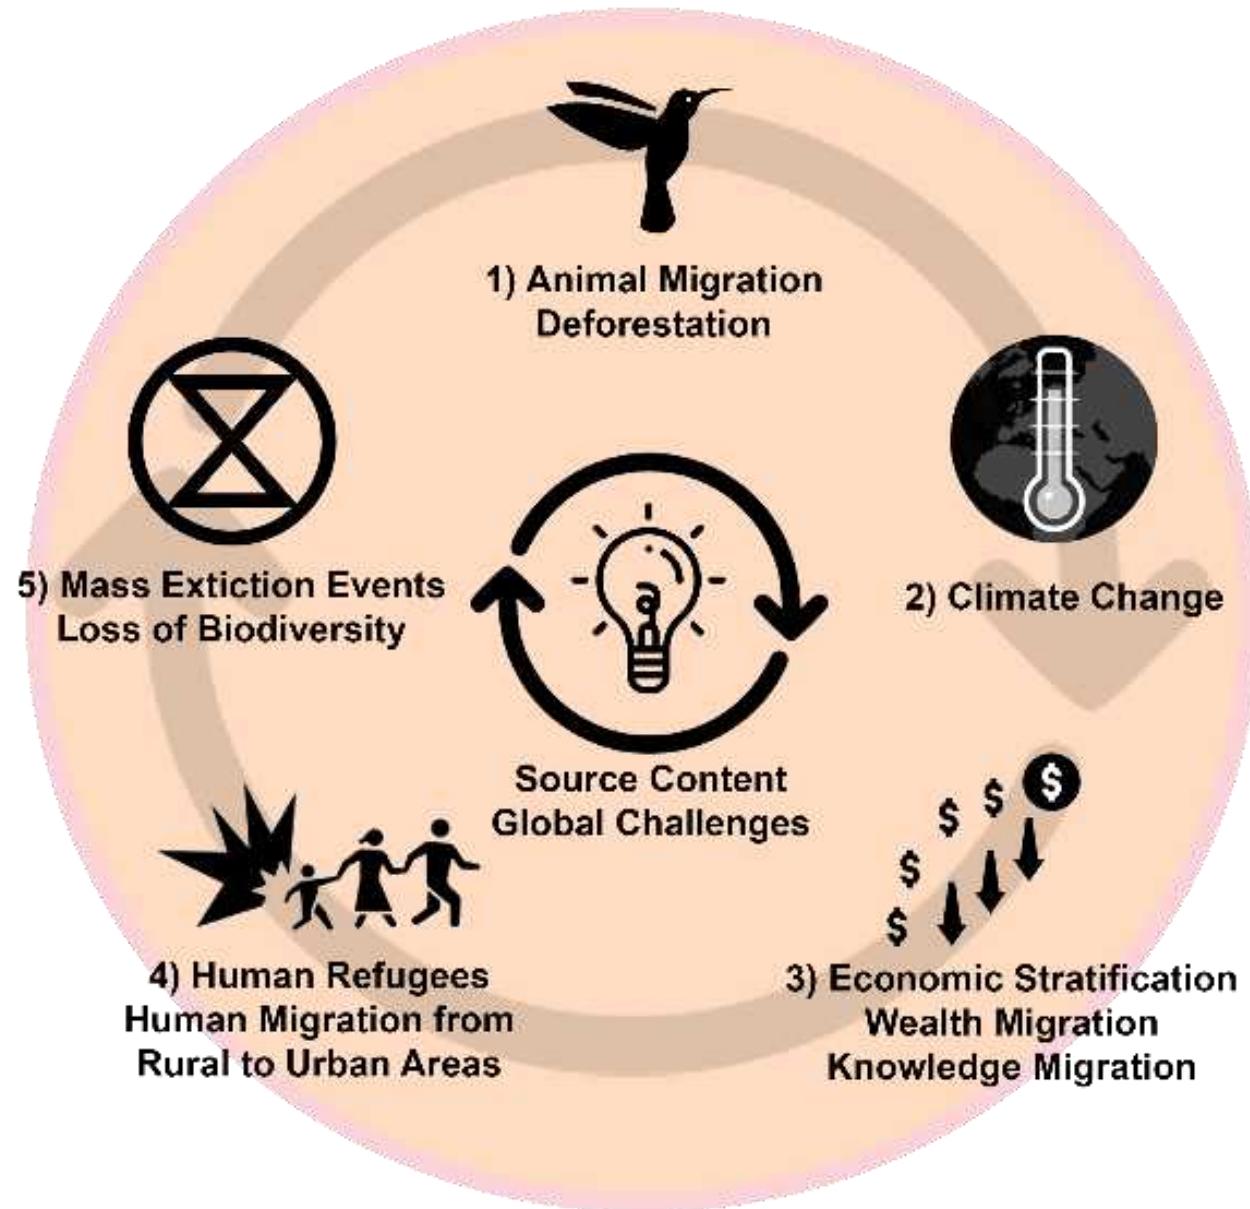 1) Animal Migration
Deforestation
2) Climate Change
$
$
$
$
$
3) Economic Stratification
Wealth Migration
Knowledge Migration
4) Human Refugees
Human Migration from
Rural to Urban Areas
5) Mass Extiction Events
Loss of Biodiversity
Source Content
Global Challenges